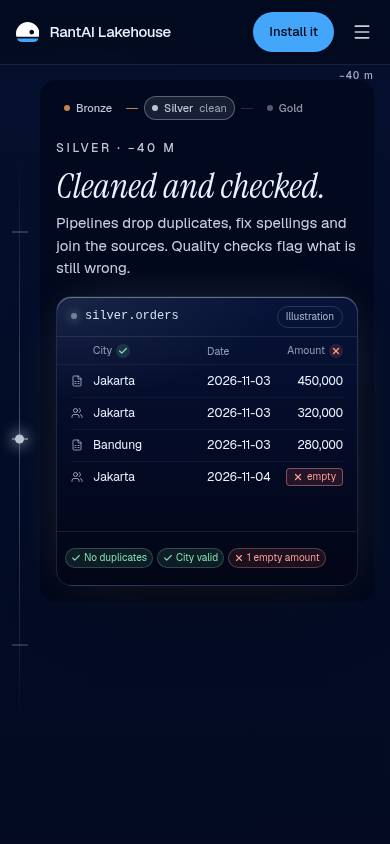 RantAI Lakehouse
Install it
−40 m
Bronze
Silver clean
Gold
SILVER · −40 M
Cleaned and checked.
Pipelines drop duplicates, fix spellings and
join the sources. Quality checks flag what is
still wrong.
silver.orders
Illustration
City Date Amount
Jakarta 2026-11-03 450,000
Jakarta 2026-11-03 320,000
Bandung 2026-11-03 280,000
Jakarta 2026-11-04 empty
No duplicates
City valid
1 empty amount